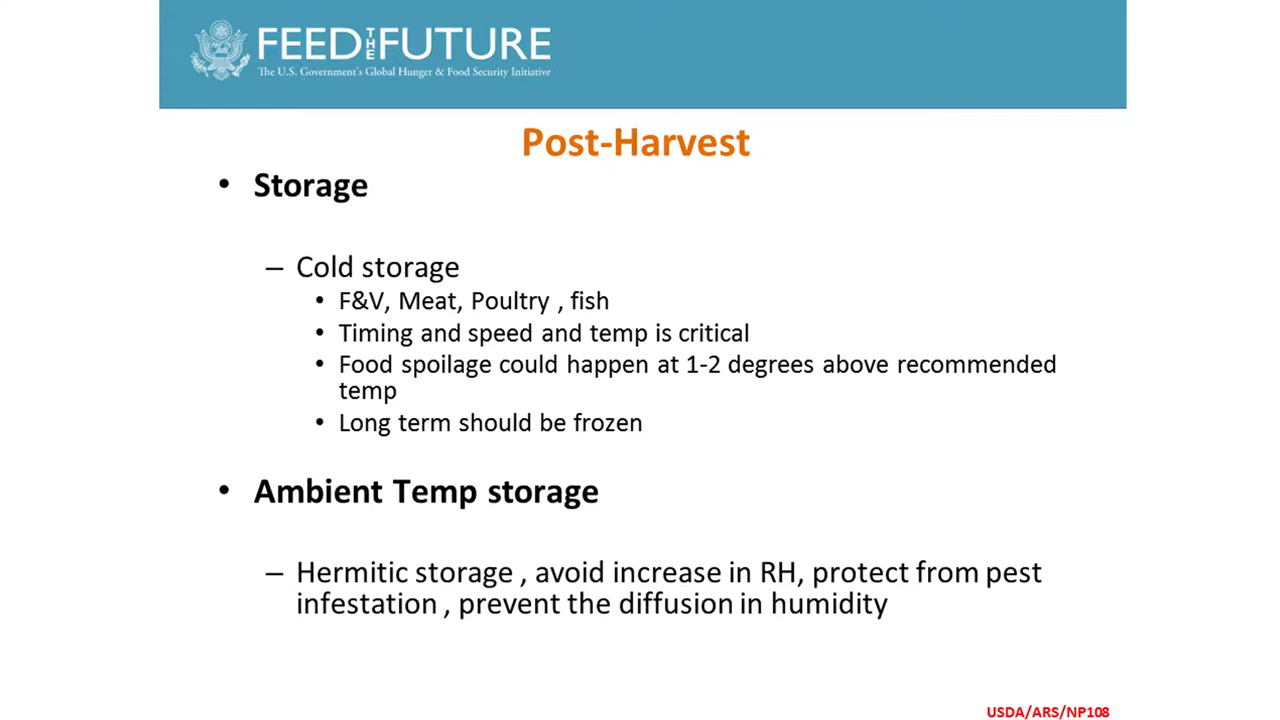 FEED THE FUTURE
The U.S. Government's Global Hunger & Food Security Initiative
Post-Harvest
• Storage
– Cold storage
• F&V, Meat, Poultry , fish
• Timing and speed and temp is critical
• Food spoilage could happen at 1-2 degrees above recommended
temp
• Long term should be frozen
• Ambient Temp storage
– Hermitic storage , avoid increase in RH, protect from pest
infestation , prevent the diffusion in humidity
USDA/ARS/NP108